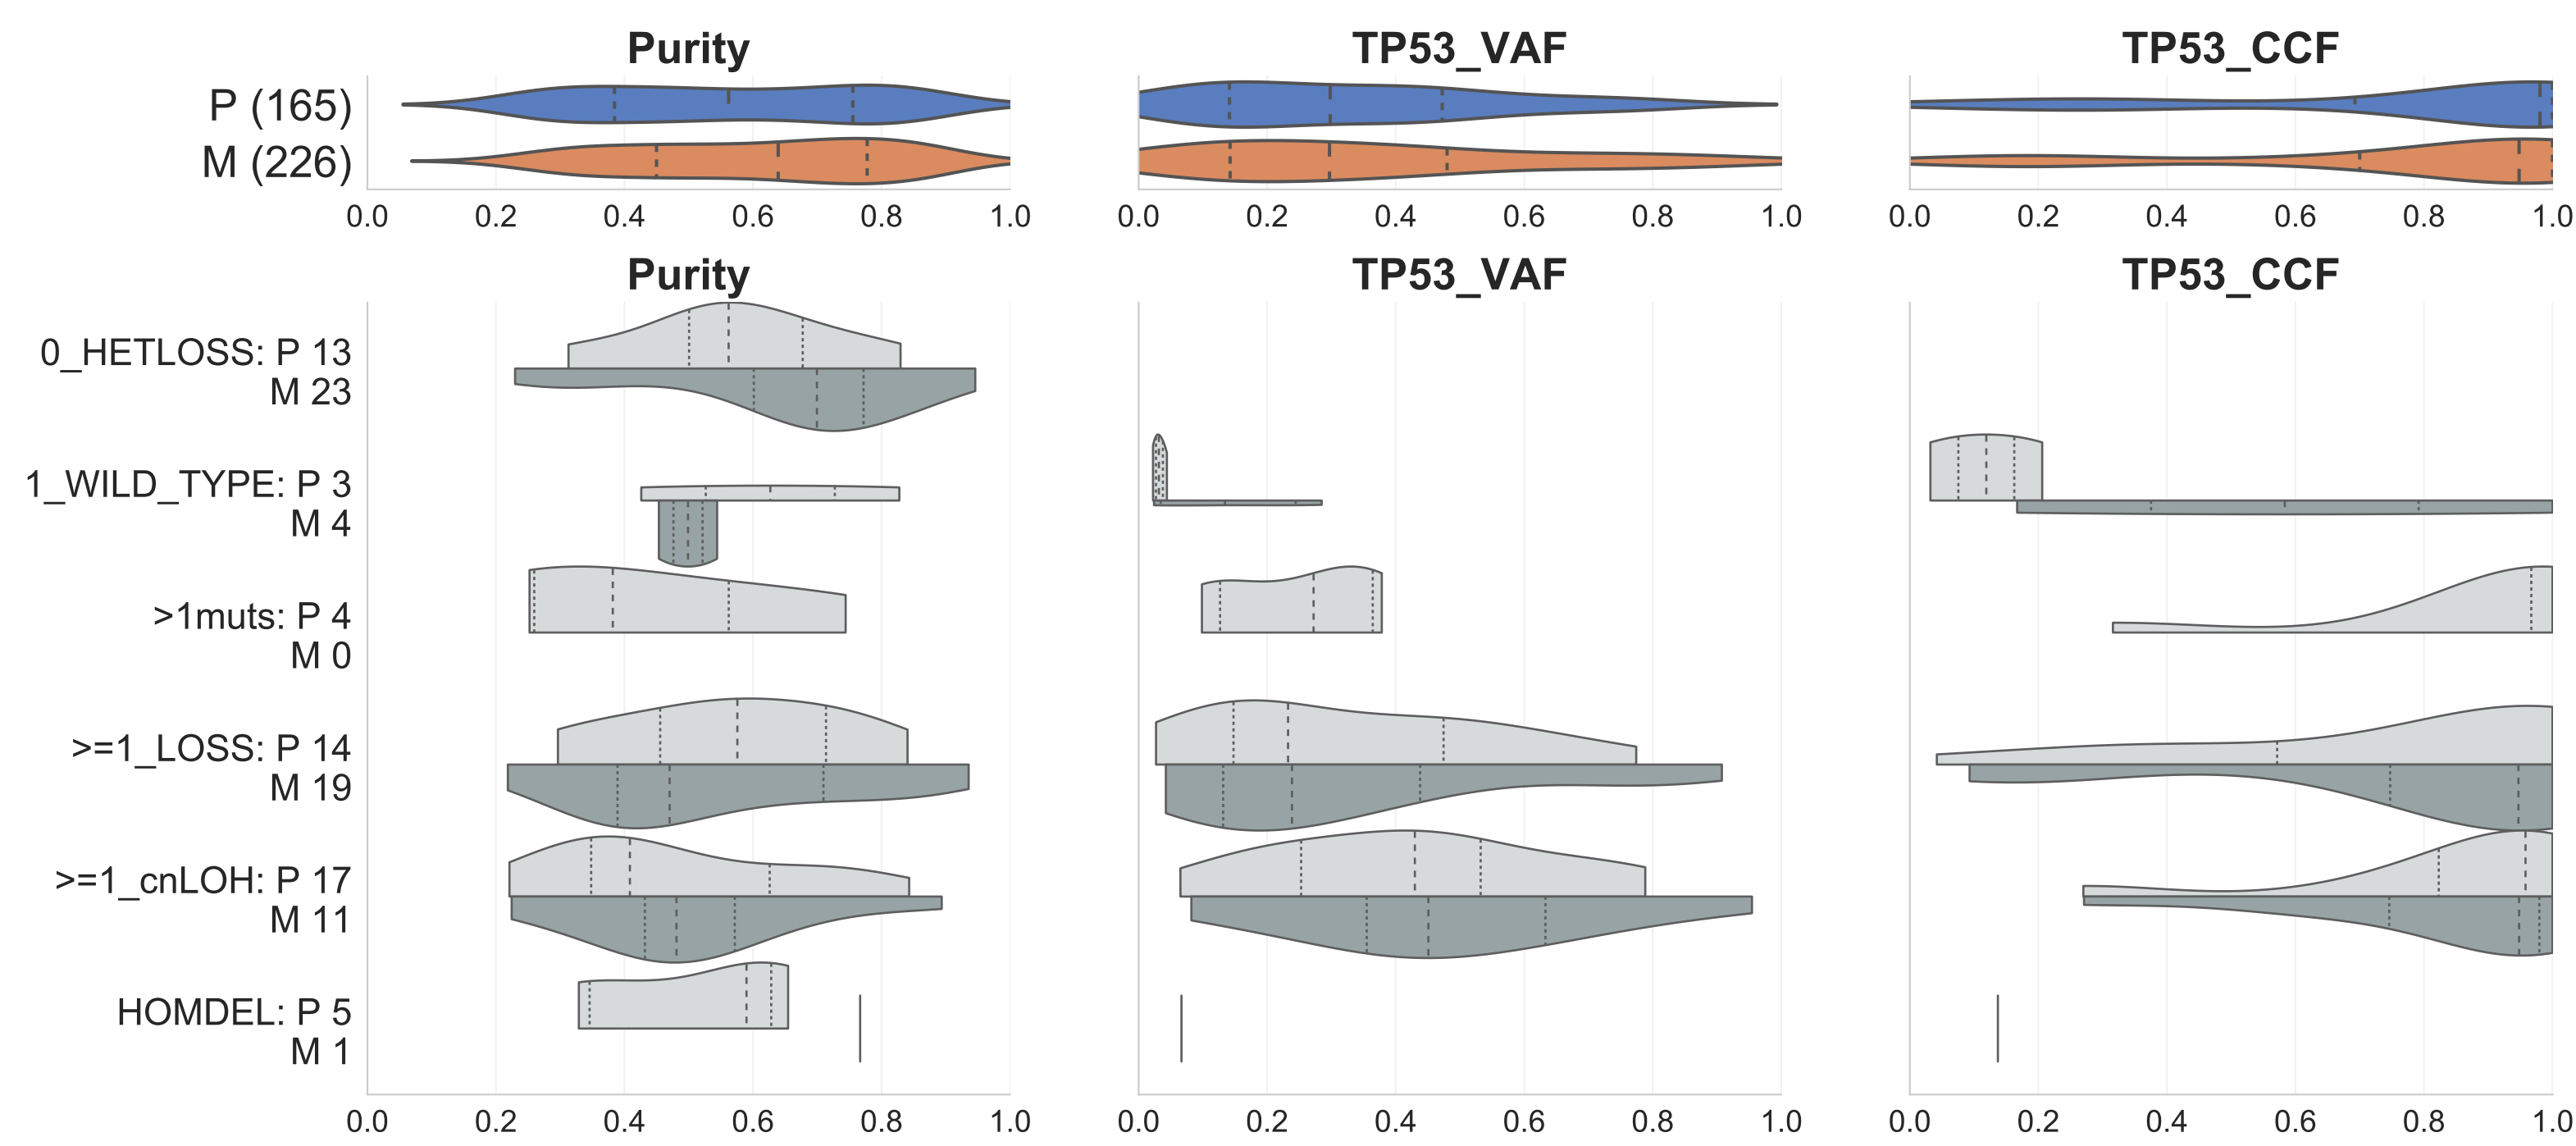 Purity TP53_VAF TP53_CCF
P (165)
M (226)
0.0 0.2 0.4 0.6 0.8 1.0 0.0 0.2 0.4 0.6 0.8 1.0 0.0 0.2 0.4 0.6 0.8 1.0
Purity TP53_VAF TP53_CCF
0_HETLOSS: P 13
M 23
1_WILD_TYPE: P 3
M 4
>1muts: P 4
M 0
>=1_LOSS: P 14
M 19
>=1_cnLOH: P 17
M 11
HOMDEL: P 5
M 1
0.0 0.2 0.4 0.6 0.8 1.0 0.0 0.2 0.4 0.6 0.8 1.0 0.0 0.2 0.4 0.6 0.8 1.0